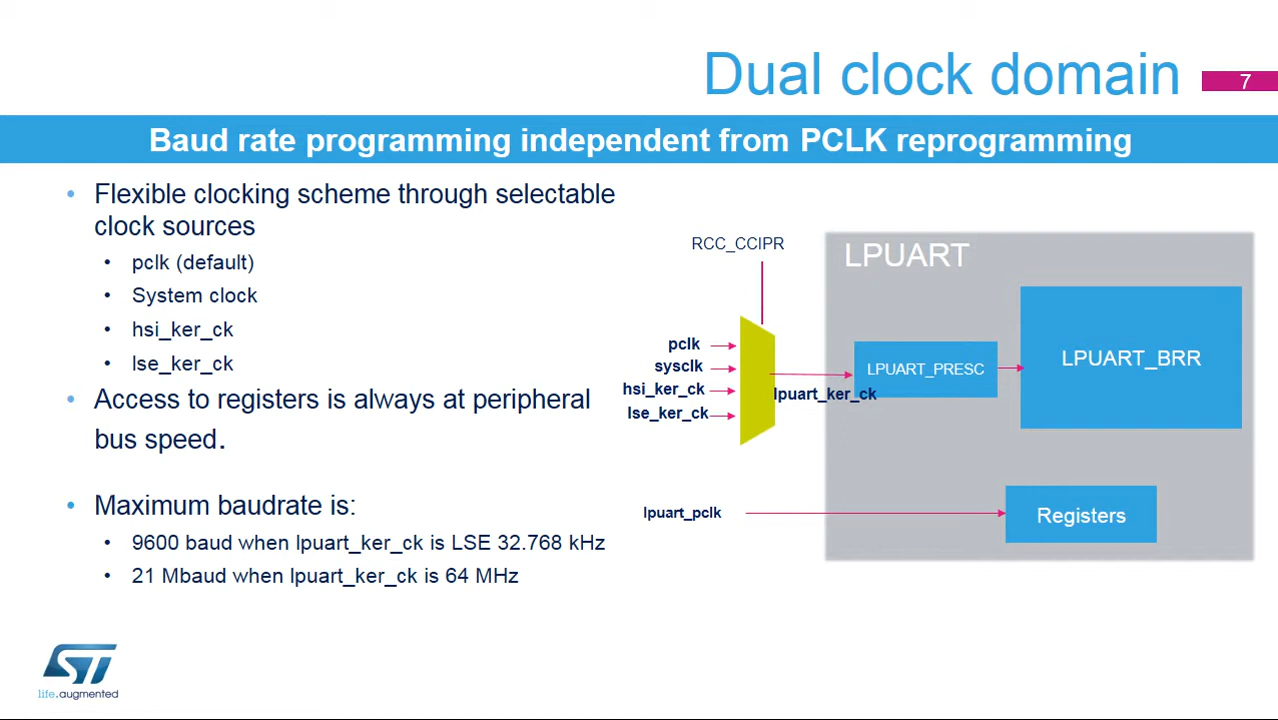 Dual clock domain
7
Baud rate programming independent from PCLK reprogramming
• Flexible clocking scheme through selectable
clock sources
• pclk (default)
• System clock
• hsi_ker_ck
• lse_ker_ck
• Access to registers is always at peripheral
bus speed.
• Maximum baudrate is:
• 9600 baud when lpuart_ker_ck is LSE 32.768 kHz
• 21 Mbaud when lpuart_ker_ck is 64 MHz
RCC_CCIPR
LPUART
pclk
sysclk
hsi_ker_ck
lse_ker_ck
lpuart_ker_ck
LPUART_PRESC
LPUART_BRR
lpuart_pclk
Registers
ST
life.augmented